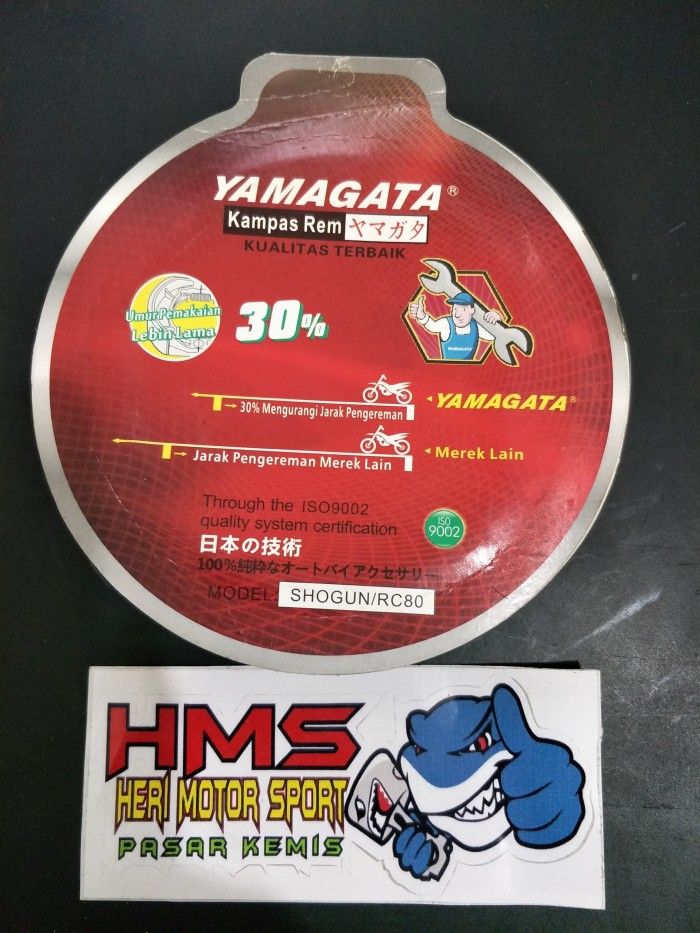 YAMAGATA®
Kampas Rem ヤマガタ
KUALITAS TERBAIK
Umur Pemakaian
Lebih Lama
30%
YAMAGATA
30% Mengurangi Jarak Pengereman
YAMAGATA®
Jarak Pengereman Merek Lain
Merek Lain
Through the ISO9002
quality system certification
ISO
9002
日本の技術
100%純粋なオートバイアクセサリー
MODEL: SHOGUN/RC80
HMS
HERI MOTOR SPORT
PASAR KEMIS